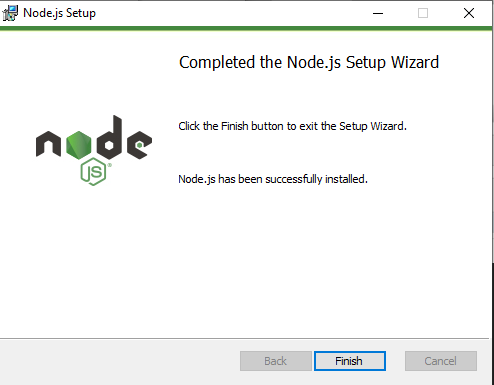 Node.js Setup
Completed the Node.js Setup Wizard
node
JS®
Click the Finish button to exit the Setup Wizard.
Node.js has been successfully installed.
Back
Finish
Cancel